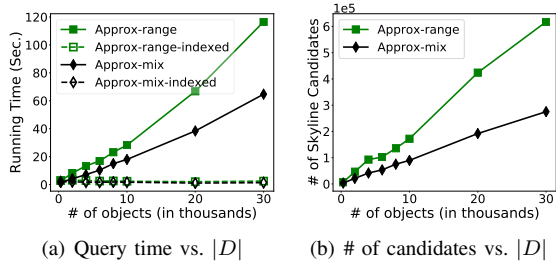 120
100
80
60
40
20
0
Running Time (Sec.)
Approx-range
Approx-range-indexed
Approx-mix
Approx-mix-indexed
0 10 20 30
# of objects (in thousands)
(a) Query time vs. |D|
1e5
6
5
4
3
2
1
0
# of Skyline Candidates
Approx-range
Approx-mix
0 10 20 30
# of objects (in thousands)
(b) # of candidates vs. |D|